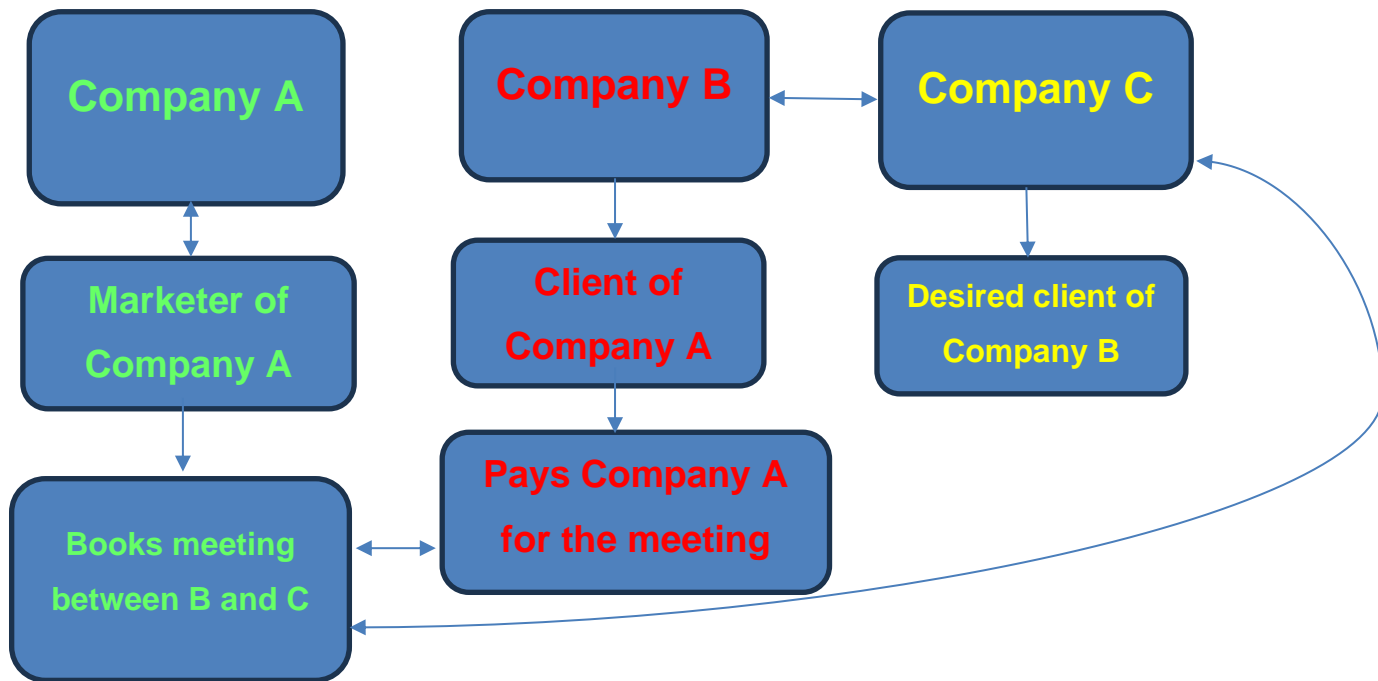 Company A
Company B
Company C
Marketer of
Company A
Client of
Company A
Desired client of
Company B
Books meeting
between B and C
Pays Company A
for the meeting